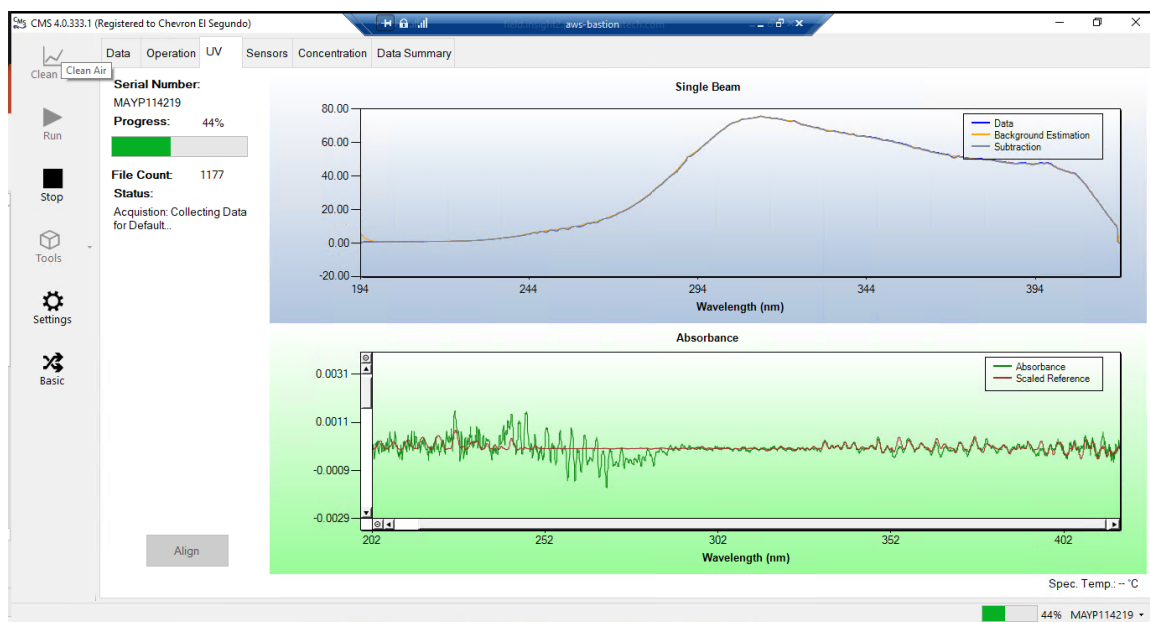 CMS 4.0.333.1 (Registered to Chevron El Segundo)
aws-bastion
Data Operation UV Sensors Concentration Data Summary
Clean
Clean Air
Run
Stop
Tools
Settings
Basic
Serial Number:
MAYP114219
Progress: 44%
File Count: 1177
Status:
Acquistion: Collecting Data
for Default...
Align
Single Beam
80.00
60.00
40.00
20.00
0.00
-20.00
194 244 294 344 394
Wavelength (nm)
Data
Background Estimation
Subtraction
Absorbance
0.0031
0.0011
-0.0009
-0.0029
202 252 302 352 402
Wavelength (nm)
Absorbance
Scaled Reference
Spec. Temp.: -- °C
44% MAYP114219